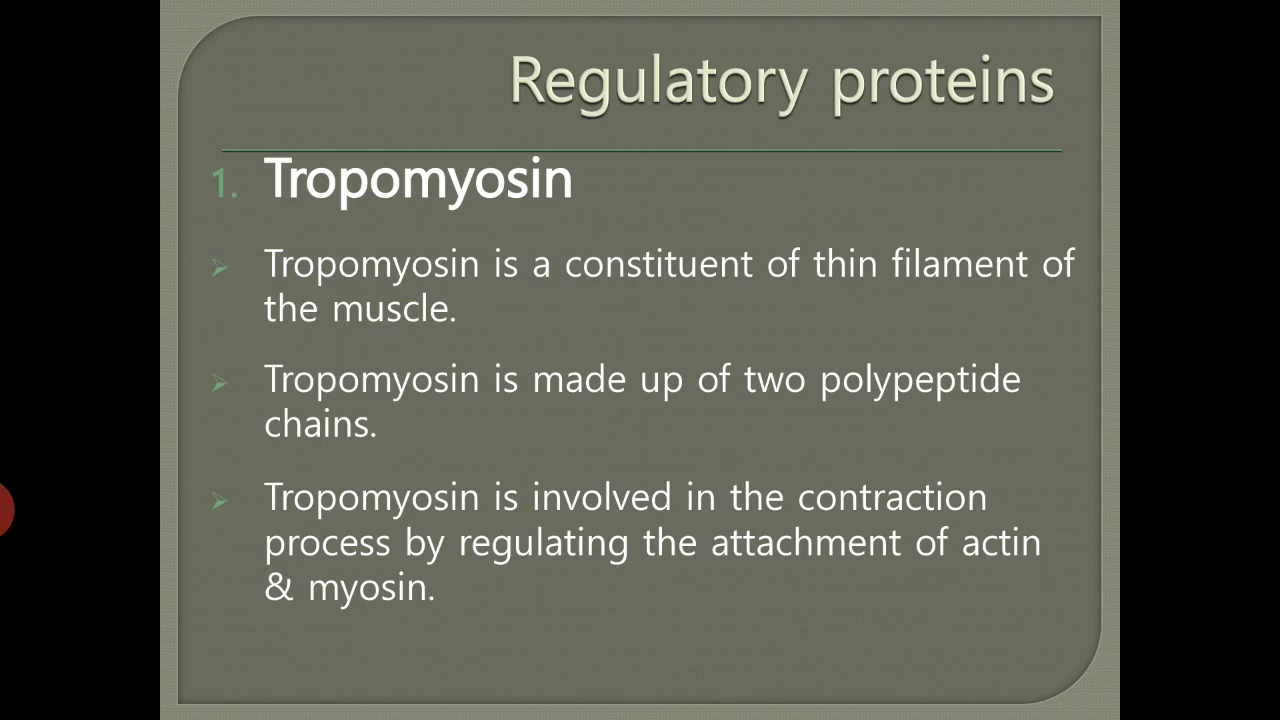 Regulatory proteins
1. Tropomyosin
➢ Tropomyosin is a constituent of thin filament of
the muscle.
➢ Tropomyosin is made up of two polypeptide
chains.
➢ Tropomyosin is involved in the contraction
process by regulating the attachment of actin
& myosin.